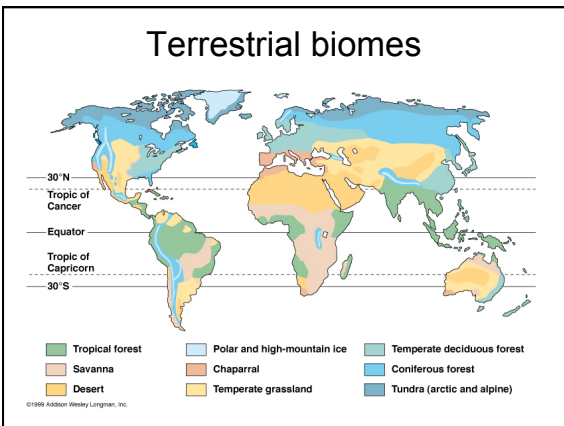 Terrestrial biomes
30°N
Tropic of
Cancer
Equator
Tropic of
Capricorn
30°S
Tropical forest
Savanna
Desert
Polar and high-mountain ice
Chaparral
Temperate grassland
Temperate deciduous forest
Coniferous forest
Tundra (arctic and alpine)
©1999 Addison Wesley Longman, Inc.